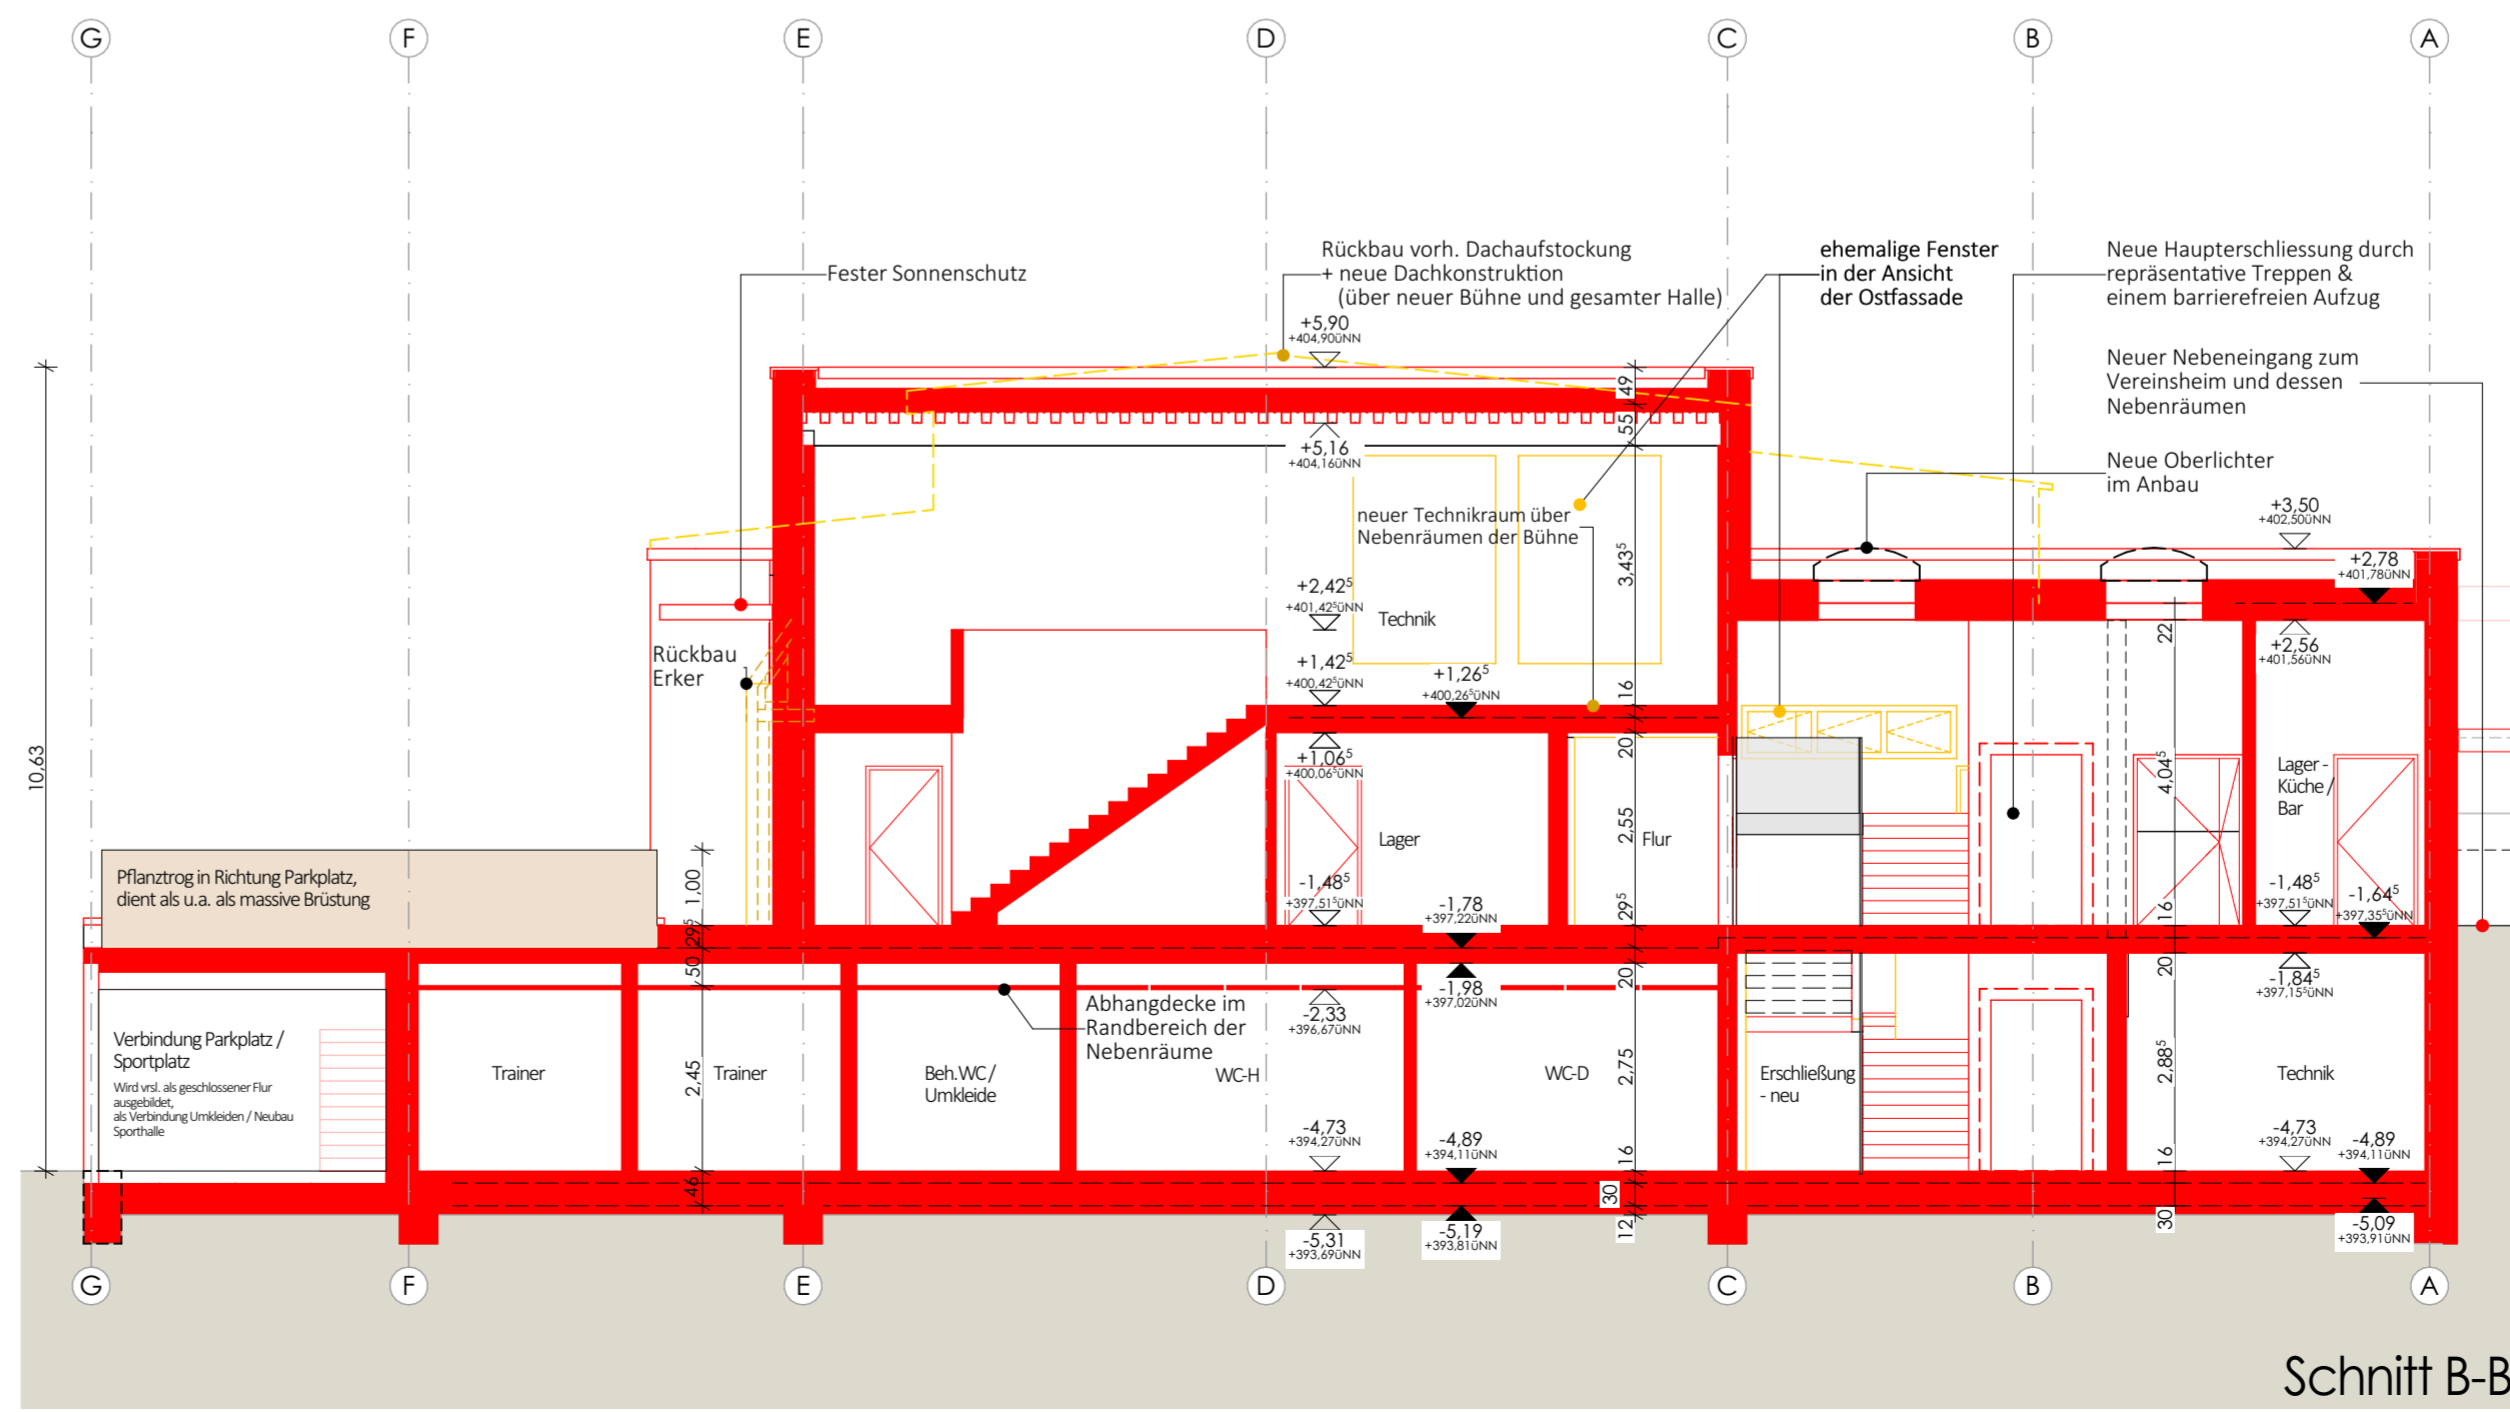 G F E D C B A
Fester Sonnenschutz
Rückbau vorh. Dachaufstockung
+ neue Dachkonstruktion
(über neuer Bühne und gesamter Halle)
ehemalige Fenster
in der Ansicht
der Ostfassade
Neue Haupterschliessung durch
repräsentative Treppen &
einem barrierefreien Aufzug
Neuer Nebeneingang zum
Vereinsheim und dessen
Nebenräumen
Neue Oberlichter
im Anbau
+5,90
+404,90üNN
49
55
+5,16
+404,16üNN
neuer Technikraum über
Nebenräumen der Bühne
3,43⁵
+3,50
+402,50üNN
+2,78
+401,78üNN
+2,42⁵
+401,42⁵üNN
Technik
22
+2,56
+401,56üNN
Rückbau
Erker
+1,42⁵
+400,42⁵üNN
+1,26⁵
+400,26⁵üNN
16
20
+1,06⁵
+400,06⁵üNN
10,63
4,04⁵
Lager -
Küche /
Bar
2,55
Lager
Flur
Pflanztrog in Richtung Parkplatz,
dient als u.a. als massive Brüstung
1,00
-1,48⁵
+397,51⁵üNN
-1,78
+397,22üNN
29⁵
16
-1,48⁵
+397,51⁵üNN
-1,64⁵
+397,35⁵üNN
29⁵
50
20
-1,98
+397,02üNN
20
-1,84⁵
+397,15⁵üNN
Abhangdecke im
Randbereich der
Nebenräume
-2,33
+396,67üNN
Verbindung Parkplatz /
Sportplatz
Wird vrsl. als geschlossener Flur
ausgebildet,
als Verbindung Umkleiden / Neubau
Sporthalle
Trainer
2,45
Trainer
Beh.WC /
Umkleide
WC-H
WC-D
2,75
Erschließung
- neu
2,88⁵
Technik
-4,73
+394,27üNN
-4,89
+394,11üNN
16
16
-4,73
+394,27üNN
-4,89
+394,11üNN
46
30
12
30
-5,31
+393,69üNN
-5,19
+393,81üNN
-5,09
+393,91üNN
G F E D C B A
Schnitt B-B